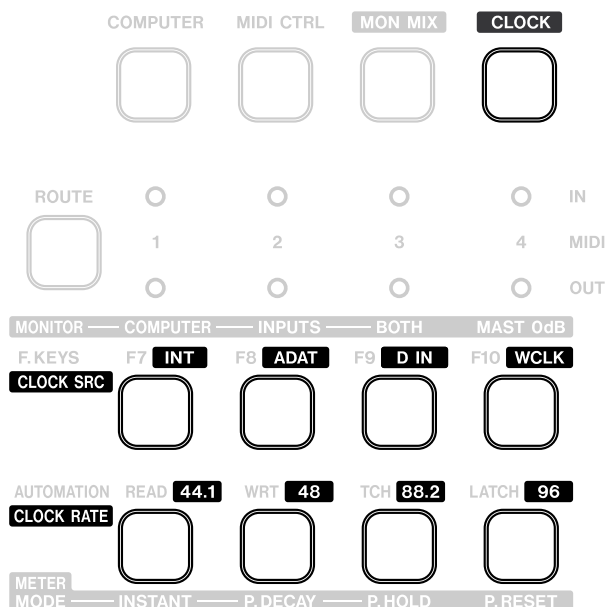 COMPUTER MIDI CTRL MON MIX CLOCK
ROUTE IN
1 2 3 4 MIDI
OUT
MONITOR COMPUTER INPUTS BOTH MAST 0dB
F.KEYS F7 INT F8 ADAT F9 D IN F10 WCLK
CLOCK SRC
AUTOMATION READ 44.1 WRT 48 TCH 88.2 LATCH 96
CLOCK RATE
METER
MODE INSTANT P.DECAY P.HOLD P.RESET